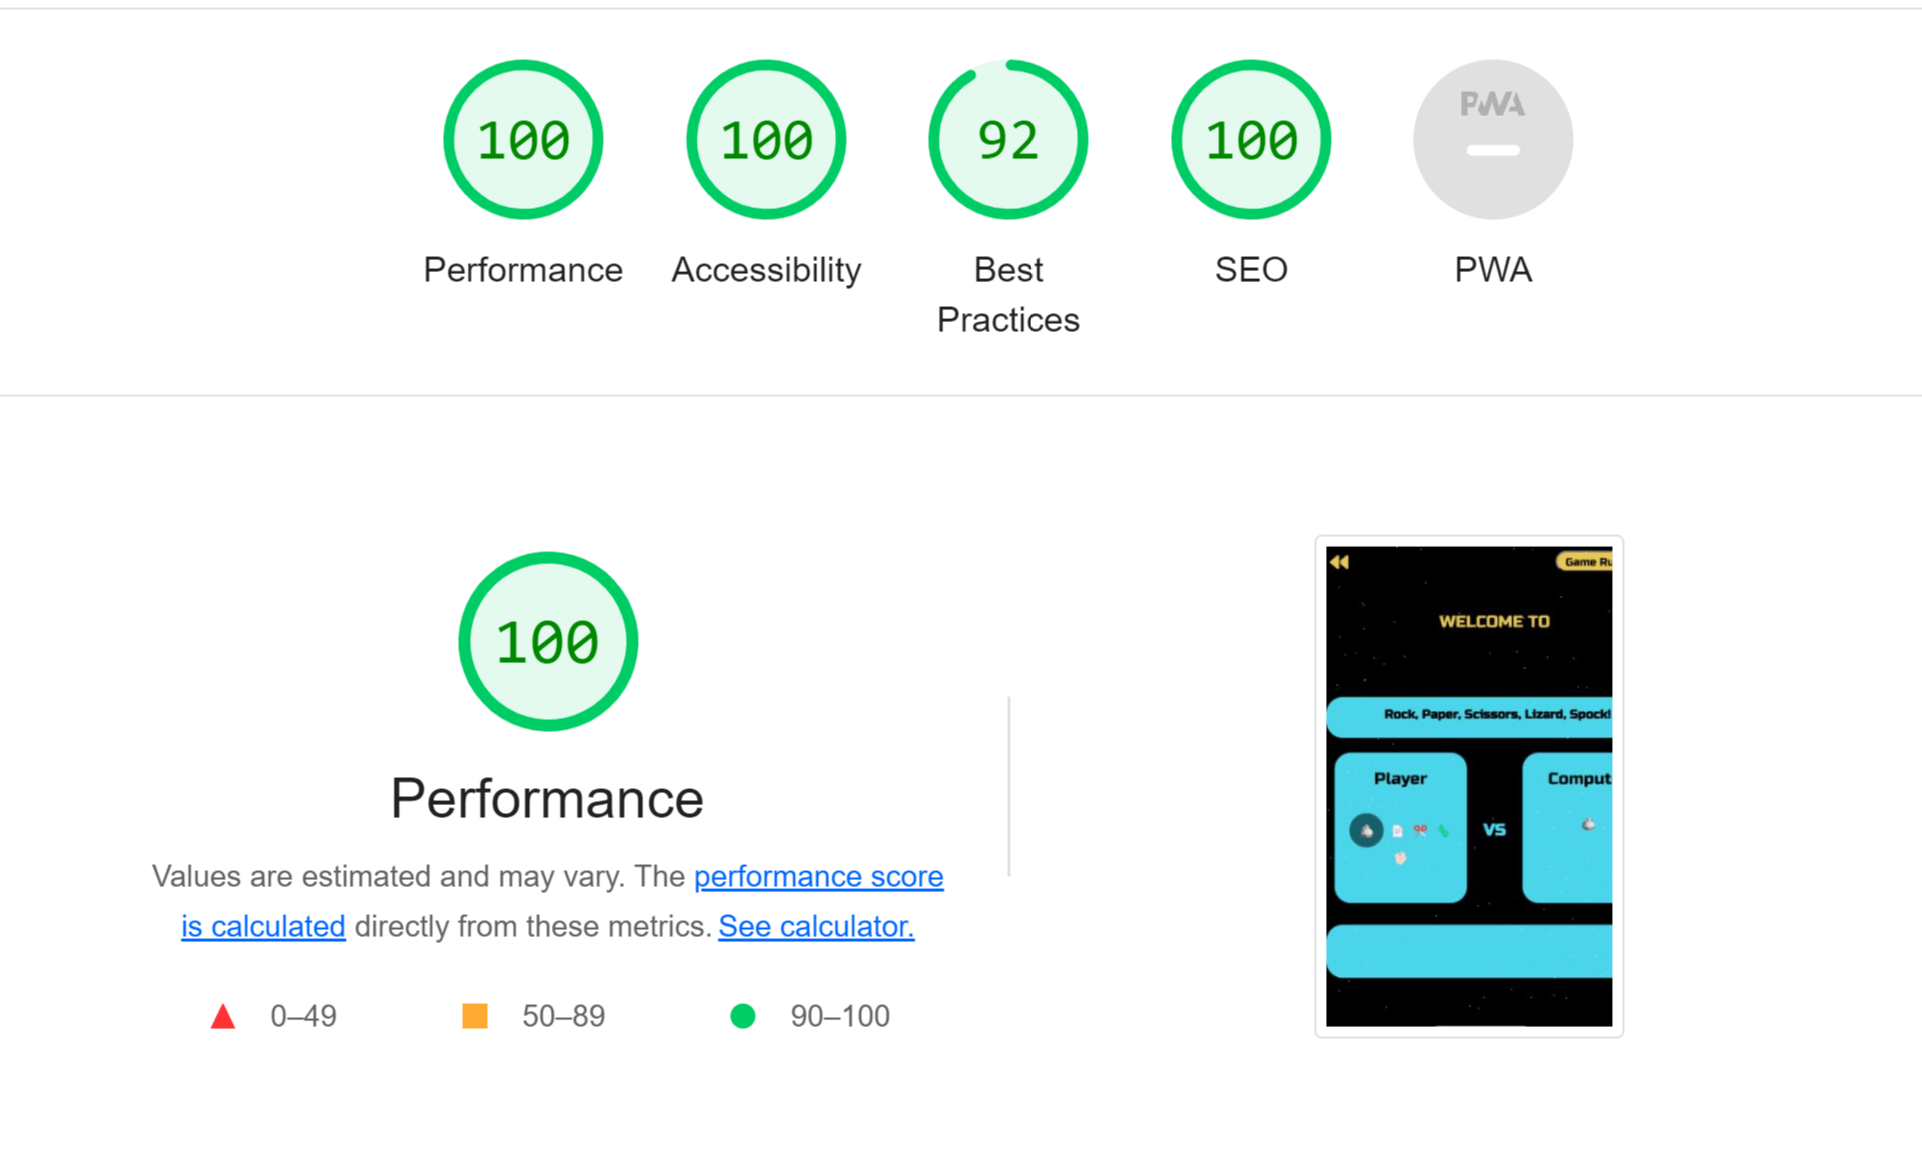 100
100
92
100
PWA
Performance
Accessibility
Best
Practices
SEO
PWA
100
Performance
Values are estimated and may vary. The performance score
is calculated directly from these metrics. See calculator.
0–49
50–89
90–100
Game Ru
WELCOME TO
Rock, Paper, Scissors, Lizard, Spock!
Player
Comput
VS